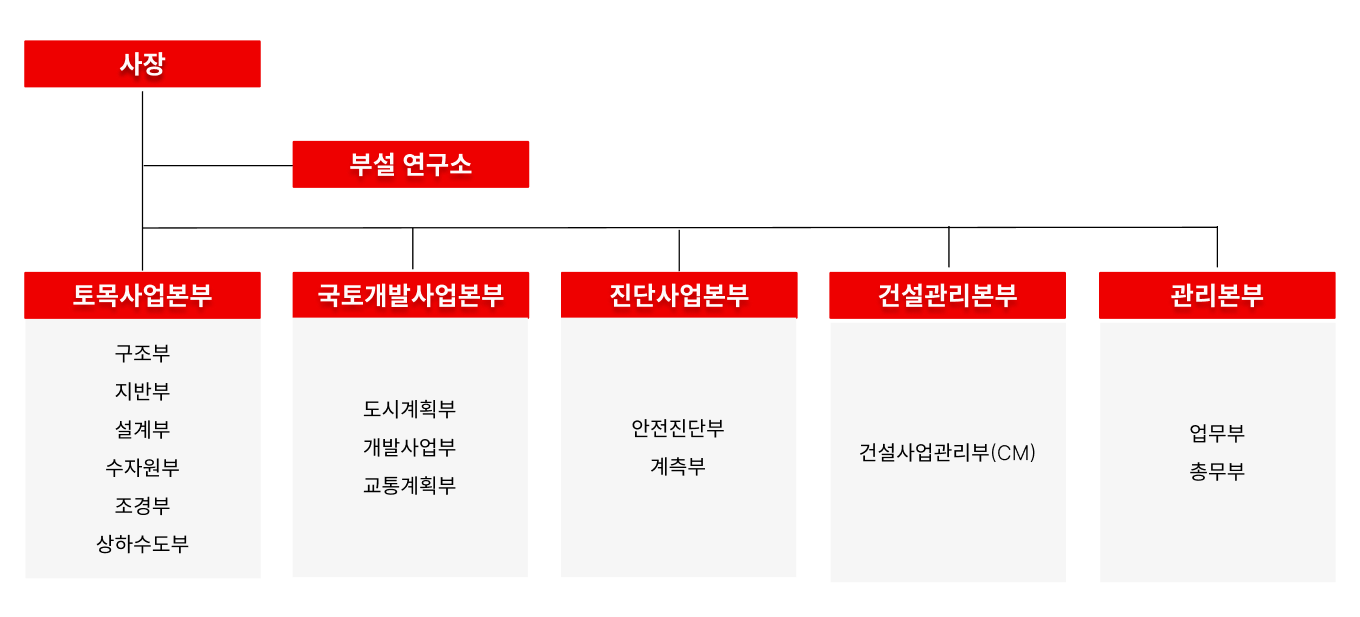 사장
부설 연구소
토목사업본부
구조부
지반부
설계부
수자원부
조경부
상하수도부
국토개발사업본부
도시계획부
개발사업부
교통계획부
진단사업본부
안전진단부
계측부
건설관리본부
건설사업관리부(CM)
관리본부
업무부
총무부